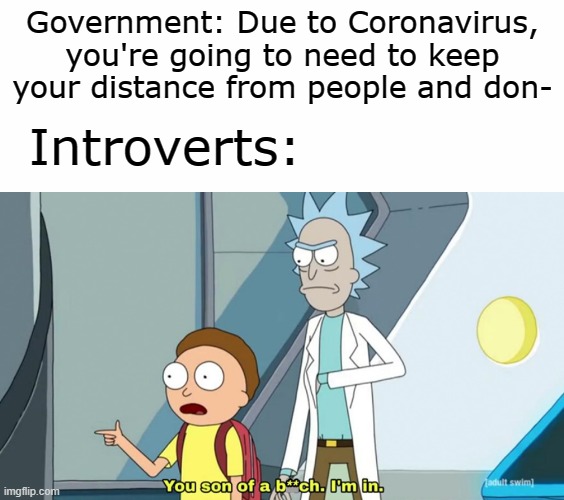 Government: Due to Coronavirus,
you're going to need to keep
your distance from people and don-
Introverts:
You son of a b**ch. I'm in.
[adult swim]
imgflip.com